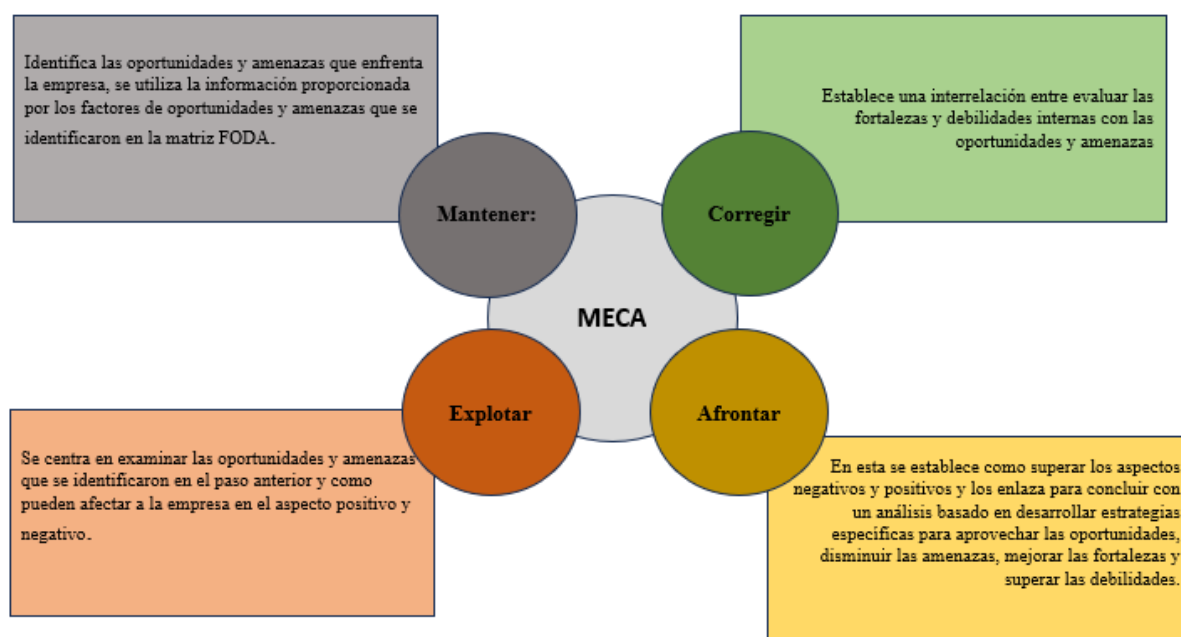 Identifica las oportunidades y amenazas que enfrenta
la empresa, se utiliza la información proporcionada
por los factores de oportunidades y amenazas que se
identificaron en la matriz FODA.
Mantener:
Establece una interrelación entre evaluar las
fortalezas y debilidades internas con las
oportunidades y amenazas
Corregir
MECA
Explotar
Se centra en examinar las oportunidades y amenazas
que se identificaron en el paso anterior y como
pueden afectar a la empresa en el aspecto positivo y
negativo.
Afrontar
En esta se establece como superar los aspectos
negativos y positivos y los enlaza para concluir con
un análisis basado en desarrollar estrategias
específicas para aprovechar las oportunidades,
disminuir las amenazas, mejorar las fortalezas y
superar las debilidades.